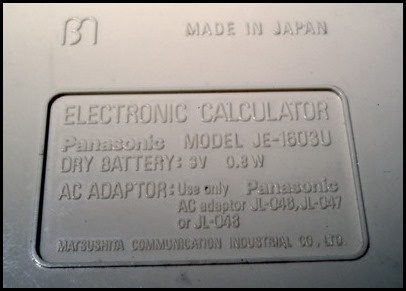 MADE IN JAPAN
ELECTRONIC CALCULATOR
Panasonic MODEL JE-1603U
DRY BATTERY: 3V 0.8W
AC ADAPTOR: Use only Panasonic
AC adaptor JL-046, JL-047
or JL-048
MATSUSHITA COMMUNICATION INDUSTRIAL CO., LTD.